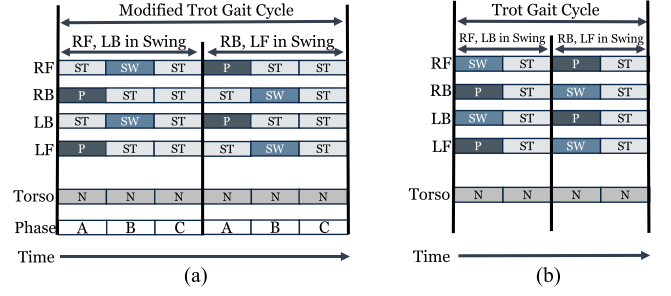 Modified Trot Gait Cycle
RF, LB in Swing RB, LF in Swing
RF ST SW ST P ST ST
RB P ST ST ST SW ST
LB ST SW ST P ST ST
LF P ST ST ST SW ST
Torso N N N N N N
Phase A B C A B C
Time
(a)
Trot Gait Cycle
RF, LB in Swing RB, LF in Swing
RF SW ST P ST
RB P ST SW ST
LB SW ST P ST
LF P ST SW ST
Torso N N N N
Time
(b)